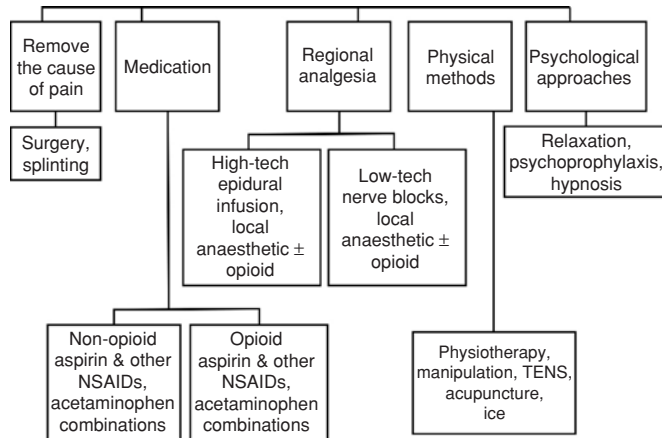 Remove
the cause
of pain
Medication
Regional
analgesia
Physical
methods
Psychological
approaches
Surgery,
splinting
High-tech
epidural
infusion,
local
anaesthetic ±
opioid
Low-tech
nerve blocks,
local
anaesthetic ±
opioid
Relaxation,
psychoprophylaxis,
hypnosis
Non-opioid
aspirin & other
NSAIDs,
acetaminophen
combinations
Opioid
aspirin & other
NSAIDs,
acetaminophen
combinations
Physiotherapy,
manipulation, TENS,
acupuncture,
ice